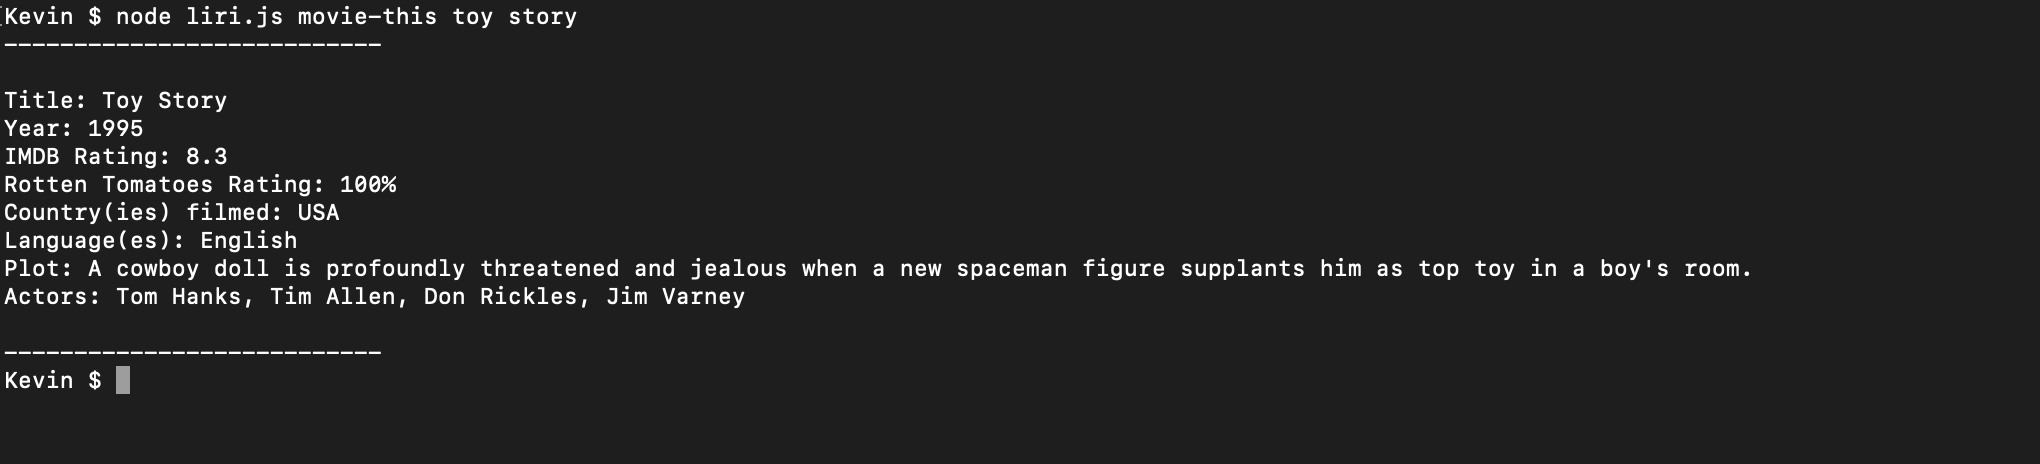 Kevin $ node liri.js movie-this toy story
---------------------------
Title: Toy Story
Year: 1995
IMDB Rating: 8.3
Rotten Tomatoes Rating: 100%
Country(ies) filmed: USA
Language(es): English
Plot: A cowboy doll is profoundly threatened and jealous when a new spaceman figure supplants him as top toy in a boy's room.
Actors: Tom Hanks, Tim Allen, Don Rickles, Jim Varney
---------------------------
Kevin $